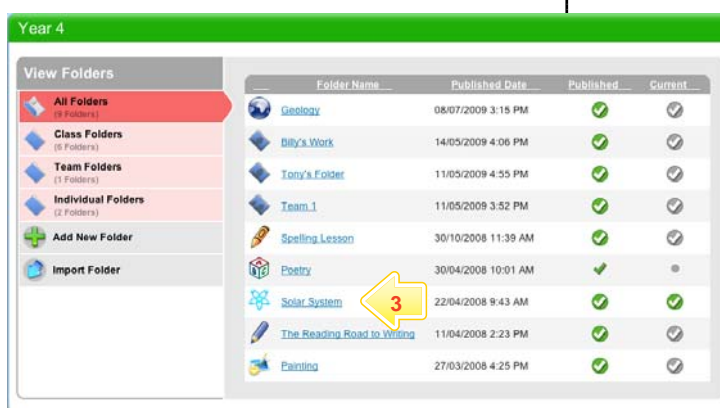 Year 4
View Folders
All Folders
(9 Folders)
Class Folders
(6 Folders)
Team Folders
(1 Folders)
Individual Folders
(2 Folders)
Add New Folder
Import Folder
Folder Name Published Date Published Current
Geology 08/07/2009 3:15 PM
Billy's Work 14/05/2009 4:06 PM
Tony's Folder 11/05/2009 4:55 PM
Team 1 11/05/2009 3:52 PM
Spelling Lesson 30/10/2008 11:39 AM
Poetry 30/04/2008 10:01 AM
Solar System 3 22/04/2008 9:43 AM
The Reading Road to Writing 11/04/2008 2:23 PM
Painting 27/03/2008 4:25 PM